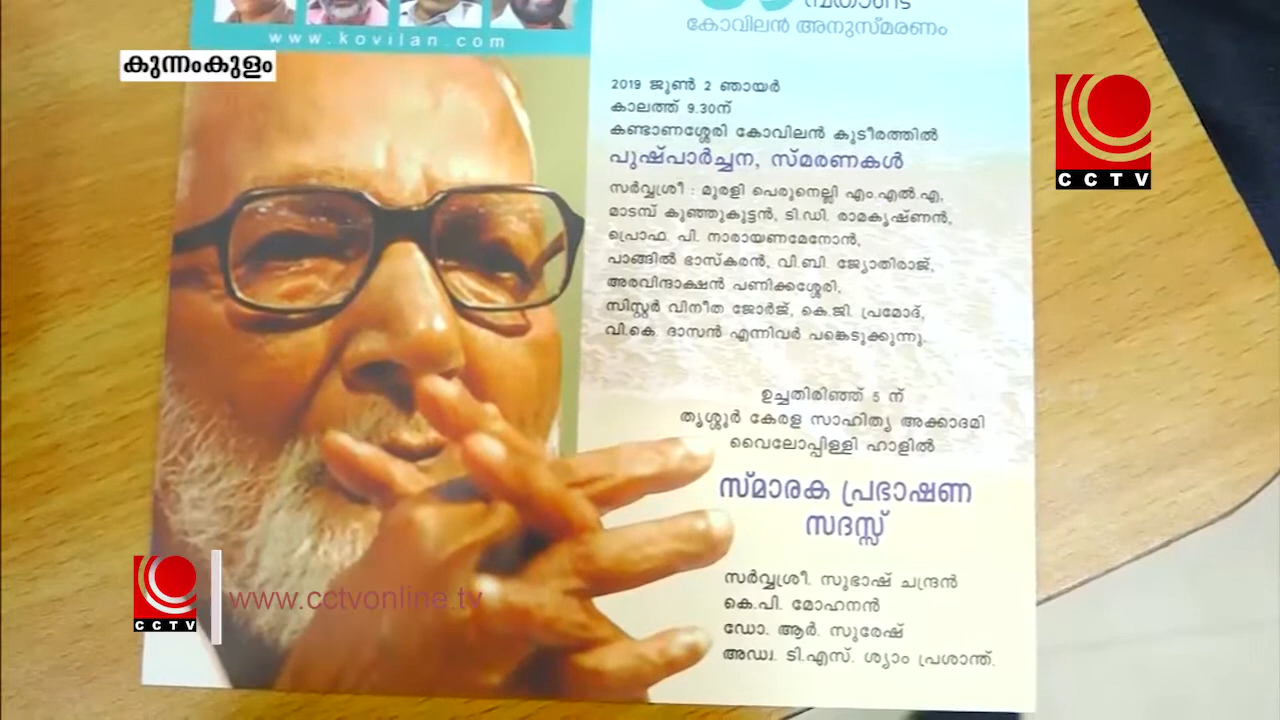 www.kovilan.com
കോവിലൻ അനുസ്മരണം
കുന്നംകുളം
2019 ജൂൺ 2 ഞായർ
കാലത്ത് 9.30ന്
കണ്ടാണശ്ശേരി കോവിലൻ കുടീരത്തിൽ
പുഷ്പാർച്ചന, സ്മരണകൾ
സർവ്വശ്രീ : മുരളി പെരുനെല്ലി എം.എൽ.എ,
മാടമ്പ് കുഞ്ഞുകുട്ടൻ, ടി.ഡി. രാമകൃഷ്ണൻ,
പ്രൊഫ. പി. നാരായണമേനോൻ,
പാങ്ങിൽ ഭാസ്കരൻ, വി.ബി. ജ്യോതിരാജ്,
അരവിന്ദാക്ഷൻ പണിക്കശ്ശേരി,
സിസ്റ്റർ വിനീത ജോർജ്, കെ.ജി. പ്രമോദ്,
വി.കെ. ദാസൻ എന്നിവർ പങ്കെടുക്കുന്നു.
ഉച്ചതിരിഞ്ഞ് 5 ന്
തൃശ്ശൂർ കേരള സാഹിത്യ അക്കാദമി
വൈലോപ്പിള്ളി ഹാളിൽ
സ്മാരക പ്രഭാഷണ
സദസ്സ്
സർവ്വശ്രീ. സുഭാഷ് ചന്ദ്രൻ
കെ.പി. മോഹനൻ
ഡോ. ആർ. സുരേഷ്
അഡ്വ. ടി.എസ്. ശ്യാം പ്രശാന്ത്.
CCTV
CCTV
www.cctvonline.tv